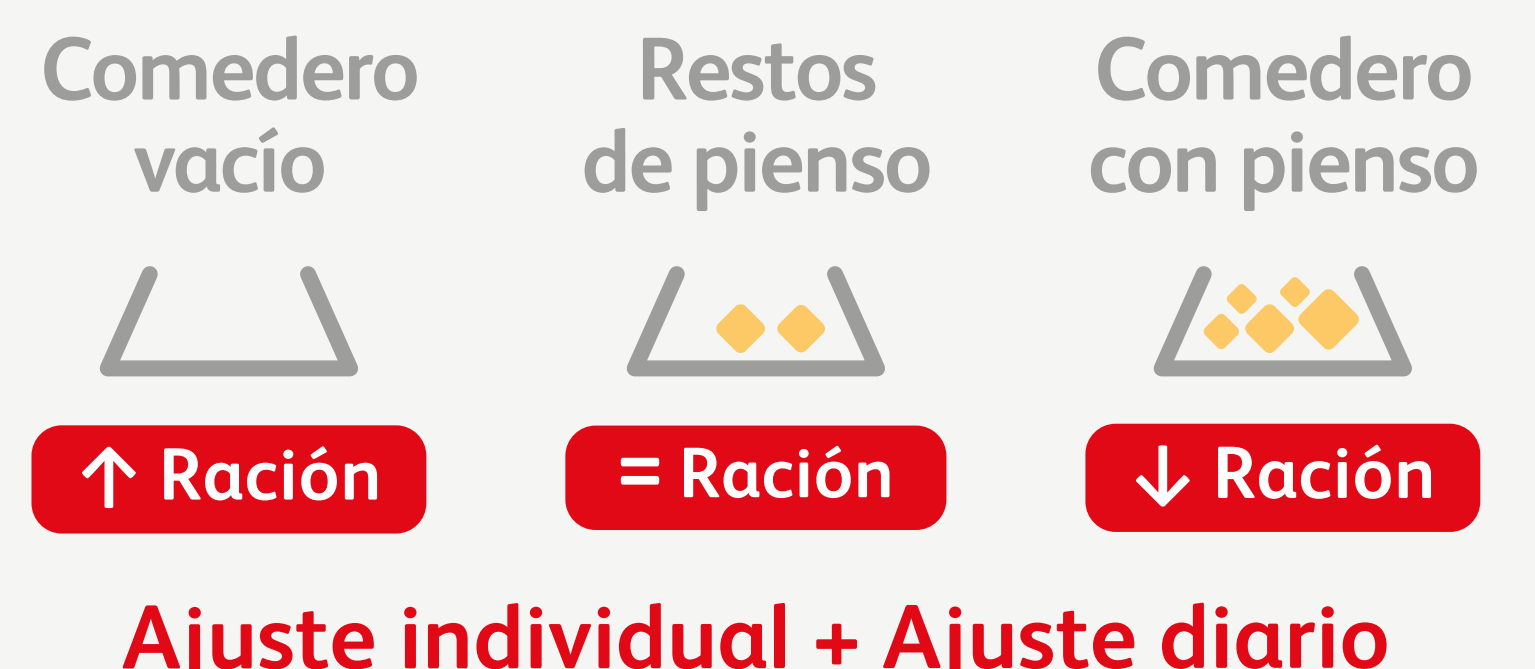 Comedero
vacío
Restos
de pienso
Comedero
con pienso
↑ Ración
= Ración
↓ Ración
Ajuste individual + Ajuste diario